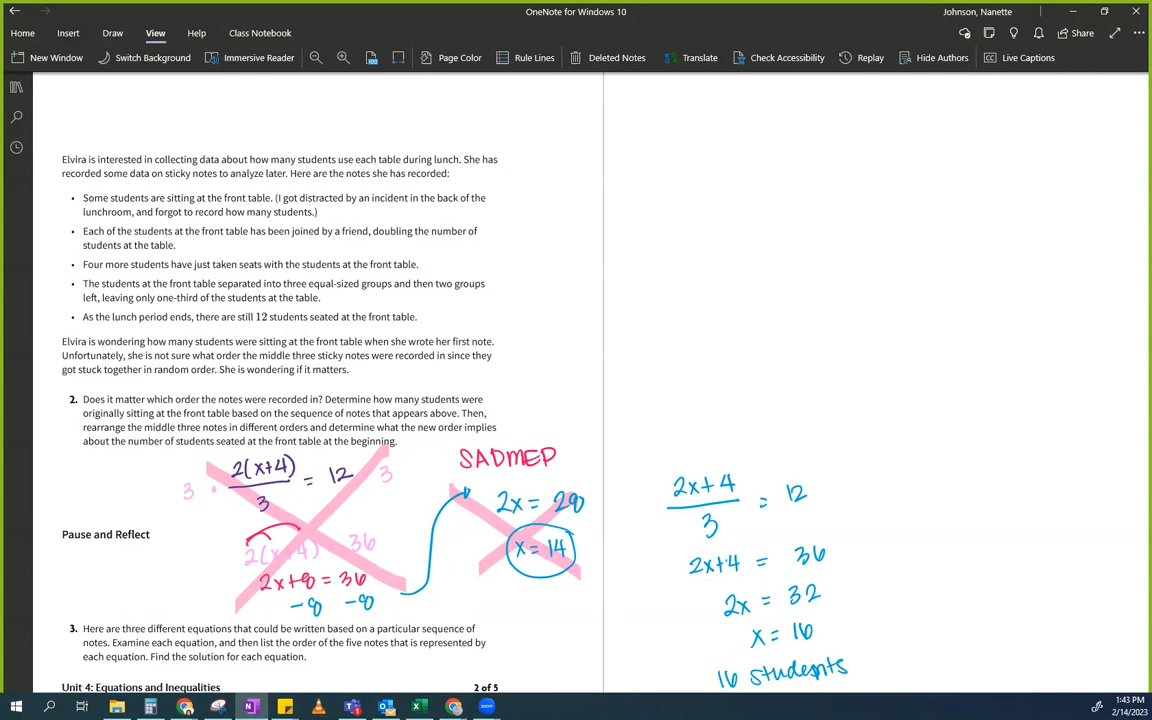 OneNote for Windows 10
Johnson, Nanette
Home Insert Draw View Help Class Notebook
Share
New Window Switch Background Immersive Reader Page Color Rule Lines Deleted Notes Translate Check Accessibility Replay Hide Authors Live Captions
Elvira is interested in collecting data about how many students use each table during lunch. She has
recorded some data on sticky notes to analyze later. Here are the notes she has recorded:
• Some students are sitting at the front table. (I got distracted by an incident in the back of the
lunchroom, and forgot to record how many students.)
• Each of the students at the front table has been joined by a friend, doubling the number of
students at the table.
• Four more students have just taken seats with the students at the front table.
• The students at the front table separated into three equal-sized groups and then two groups
left, leaving only one-third of the students at the table.
• As the lunch period ends, there are still 12 students seated at the front table.
Elvira is wondering how many students were sitting at the front table when she wrote her first note.
Unfortunately, she is not sure what order the middle three sticky notes were recorded in since they
got stuck together in random order. She is wondering if it matters.
2. Does it matter which order the notes were recorded in? Determine how many students were
originally sitting at the front table based on the sequence of notes that appears above. Then,
rearrange the middle three notes in different orders and determine what the new order implies
about the number of students seated at the front table at the beginning.
3 · 2(x+4)/3 = 12 3
2(x+4) 36
2x+8 = 36
-8 -8
SADMEP
2x = 28
x = 14
2x+4/3 = 12
2x+4 = 36
2x = 32
x = 16
16 students
Pause and Reflect
3. Here are three different equations that could be written based on a particular sequence of
notes. Examine each equation, and then list the order of the five notes that is represented by
each equation. Find the solution for each equation.
Unit 4: Equations and Inequalities 2 of 5
1:43 PM
2/14/2023